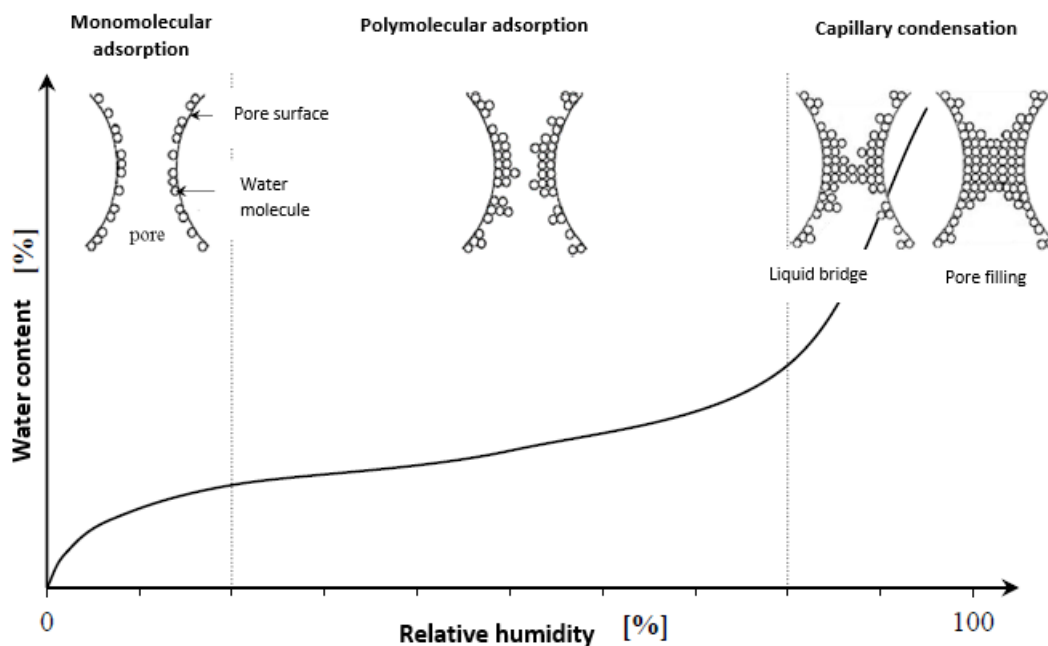 Monomolecular
adsorption
Polymolecular adsorption
Capillary condensation
Pore surface
Water
molecule
pore
Liquid bridge
Pore filling
Water content [%]
0
100
Relative humidity [%]